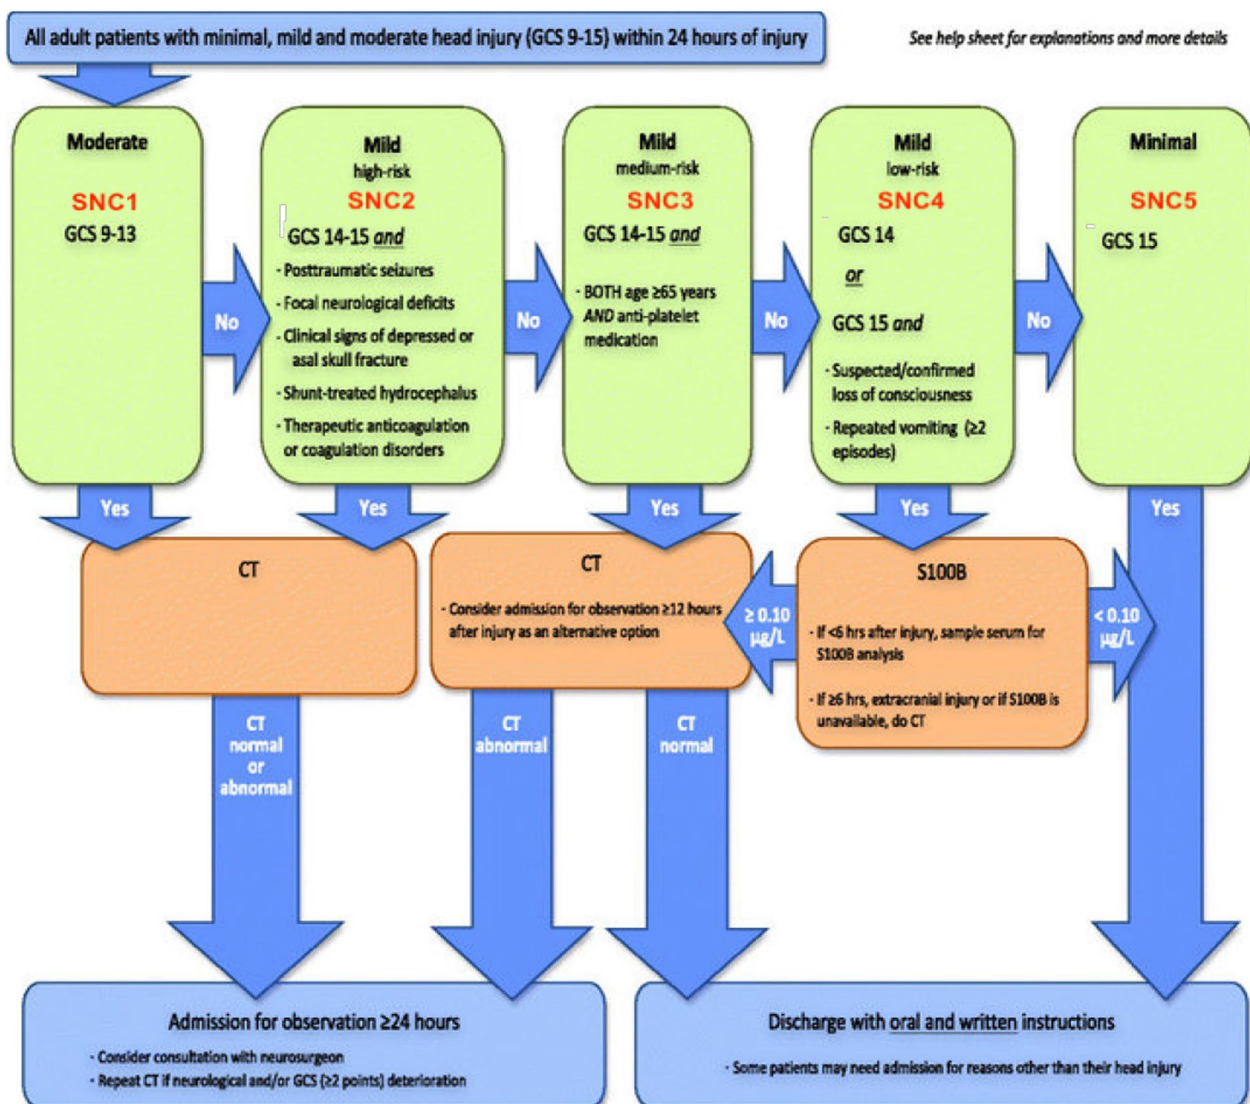 All adult patients with minimal, mild and moderate head injury (GCS 9-15) within 24 hours of injury
See help sheet for explanations and more details
Moderate
SNC1
GCS 9-13
No
Yes
Mild
high-risk
SNC2
GCS 14-15 and
- Posttraumatic seizures
- Focal neurological deficits
- Clinical signs of depressed or
asal skull fracture
- Shunt-treated hydrocephalus
- Therapeutic anticoagulation
or coagulation disorders
No
Yes
Mild
medium-risk
SNC3
GCS 14-15 and
- BOTH age ≥65 years
AND anti-platelet
medication
No
Yes
Mild
low-risk
SNC4
GCS 14
or
GCS 15 and
- Suspected/confirmed
loss of consciousness
- Repeated vomiting (≥2
episodes)
No
Yes
Minimal
SNC5
GCS 15
Yes
CT
CT
- Consider admission for observation ≥12 hours
after injury as an alternative option
≥ 0.10
µg/L
S100B
- If <6 hrs after injury, sample serum for
S100B analysis
- If ≥6 hrs, extracranial injury or if S100B is
unavailable, do CT
< 0.10
µg/L
CT
normal
or
abnormal
CT
abnormal
CT
normal
Admission for observation ≥24 hours
- Consider consultation with neurosurgeon
- Repeat CT if neurological and/or GCS (≥2 points) deterioration
Discharge with oral and written instructions
- Some patients may need admission for reasons other than their head injury